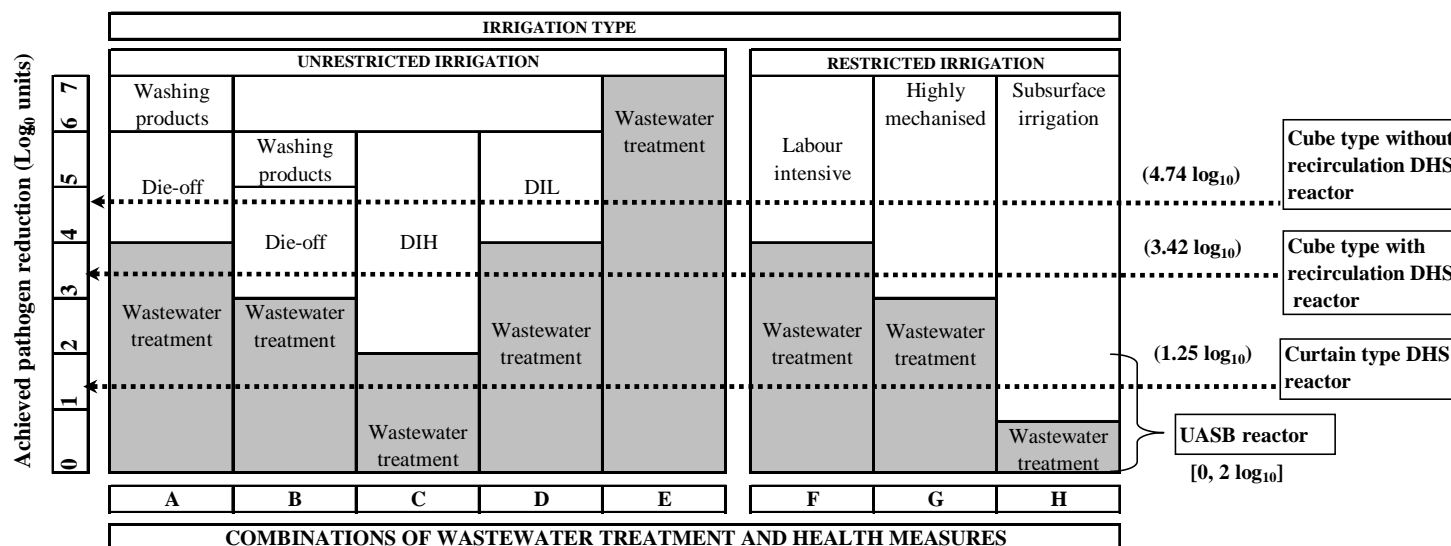 IRRIGATION TYPE
UNRESTRICTED IRRIGATION
RESTRICTED IRRIGATION
Achieved pathogen reduction (Log₁₀ units)
7
6
5
4
3
2
1
0
Washing
products
Die-off
Wastewater
treatment
Washing
products
Die-off
Wastewater
treatment
DIH
Wastewater
treatment
DIL
Wastewater
treatment
Wastewater
treatment
Labour
intensive
Wastewater
treatment
Highly
mechanised
Wastewater
treatment
Subsurface
irrigation
Wastewater
treatment
(4.74 log₁₀)
Cube type without
recirculation DHS
reactor
(3.42 log₁₀)
Cube type with
recirculation DHS
reactor
(1.25 log₁₀)
Curtain type DHS
reactor
UASB reactor
[0, 2 log₁₀]
A B C D E F G H
COMBINATIONS OF WASTEWATER TREATMENT AND HEALTH MEASURES